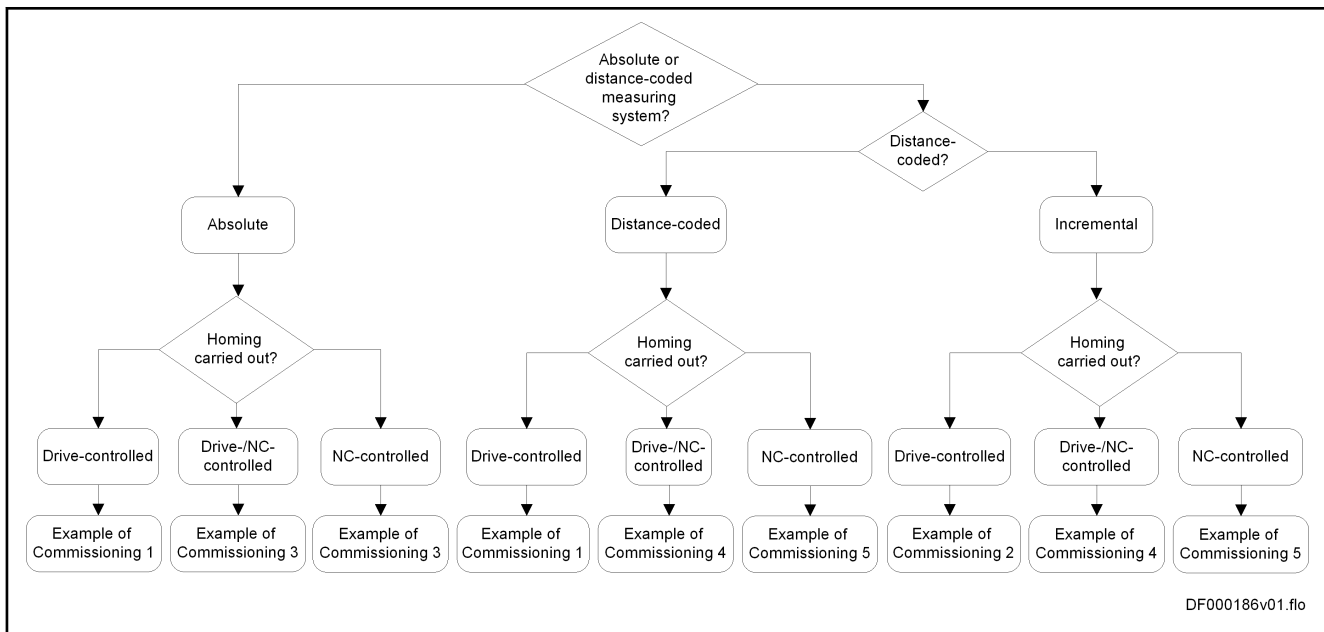 Absolute or
distance-coded
measuring
system?
Distance-
coded?
Absolute
Distance-coded
Incremental
Homing
carried out?
Homing
carried out?
Homing
carried out?
Drive-controlled
Drive-/NC-
controlled
NC-controlled
Drive-controlled
Drive-/NC-
controlled
NC-controlled
Drive-controlled
Drive-/NC-
controlled
NC-controlled
Example of
Commissioning 1
Example of
Commissioning 3
Example of
Commissioning 3
Example of
Commissioning 1
Example of
Commissioning 4
Example of
Commissioning 5
Example of
Commissioning 2
Example of
Commissioning 4
Example of
Commissioning 5
DF000186v01.flo